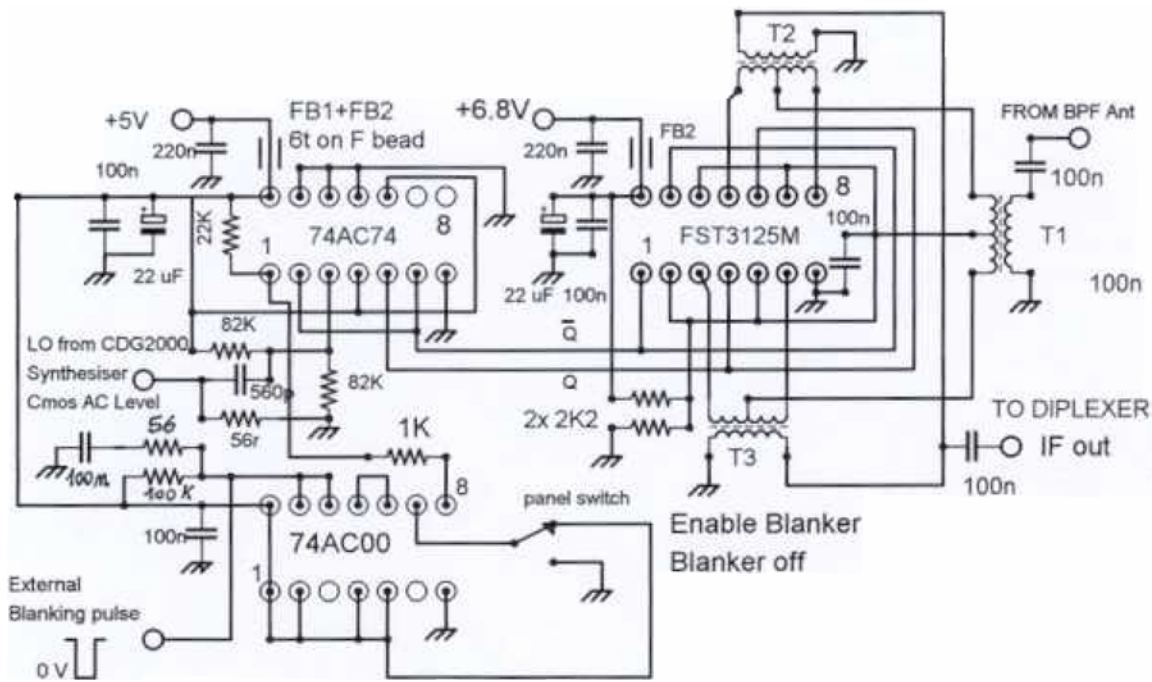 T2
+5V
FB1+FB2
6t on F bead
+6.8V
FB2
FROM BPF Ant
220n
220n
100n
100n
22K
74AC74
8
1
FST3125M
8
1
100n
T1
100n
22 uF
22 uF
100n
Q
Q
82K
LO from CDG2000
Synthesiser
Cmos AC Level
560p
82K
56r
2x 2K2
TO DIPLEXER
IF out
56
1K
T3
100n
100n
100K
8
panel switch
100n
74AC00
Enable Blanker
Blanker off
1
External
Blanking pulse
0 V